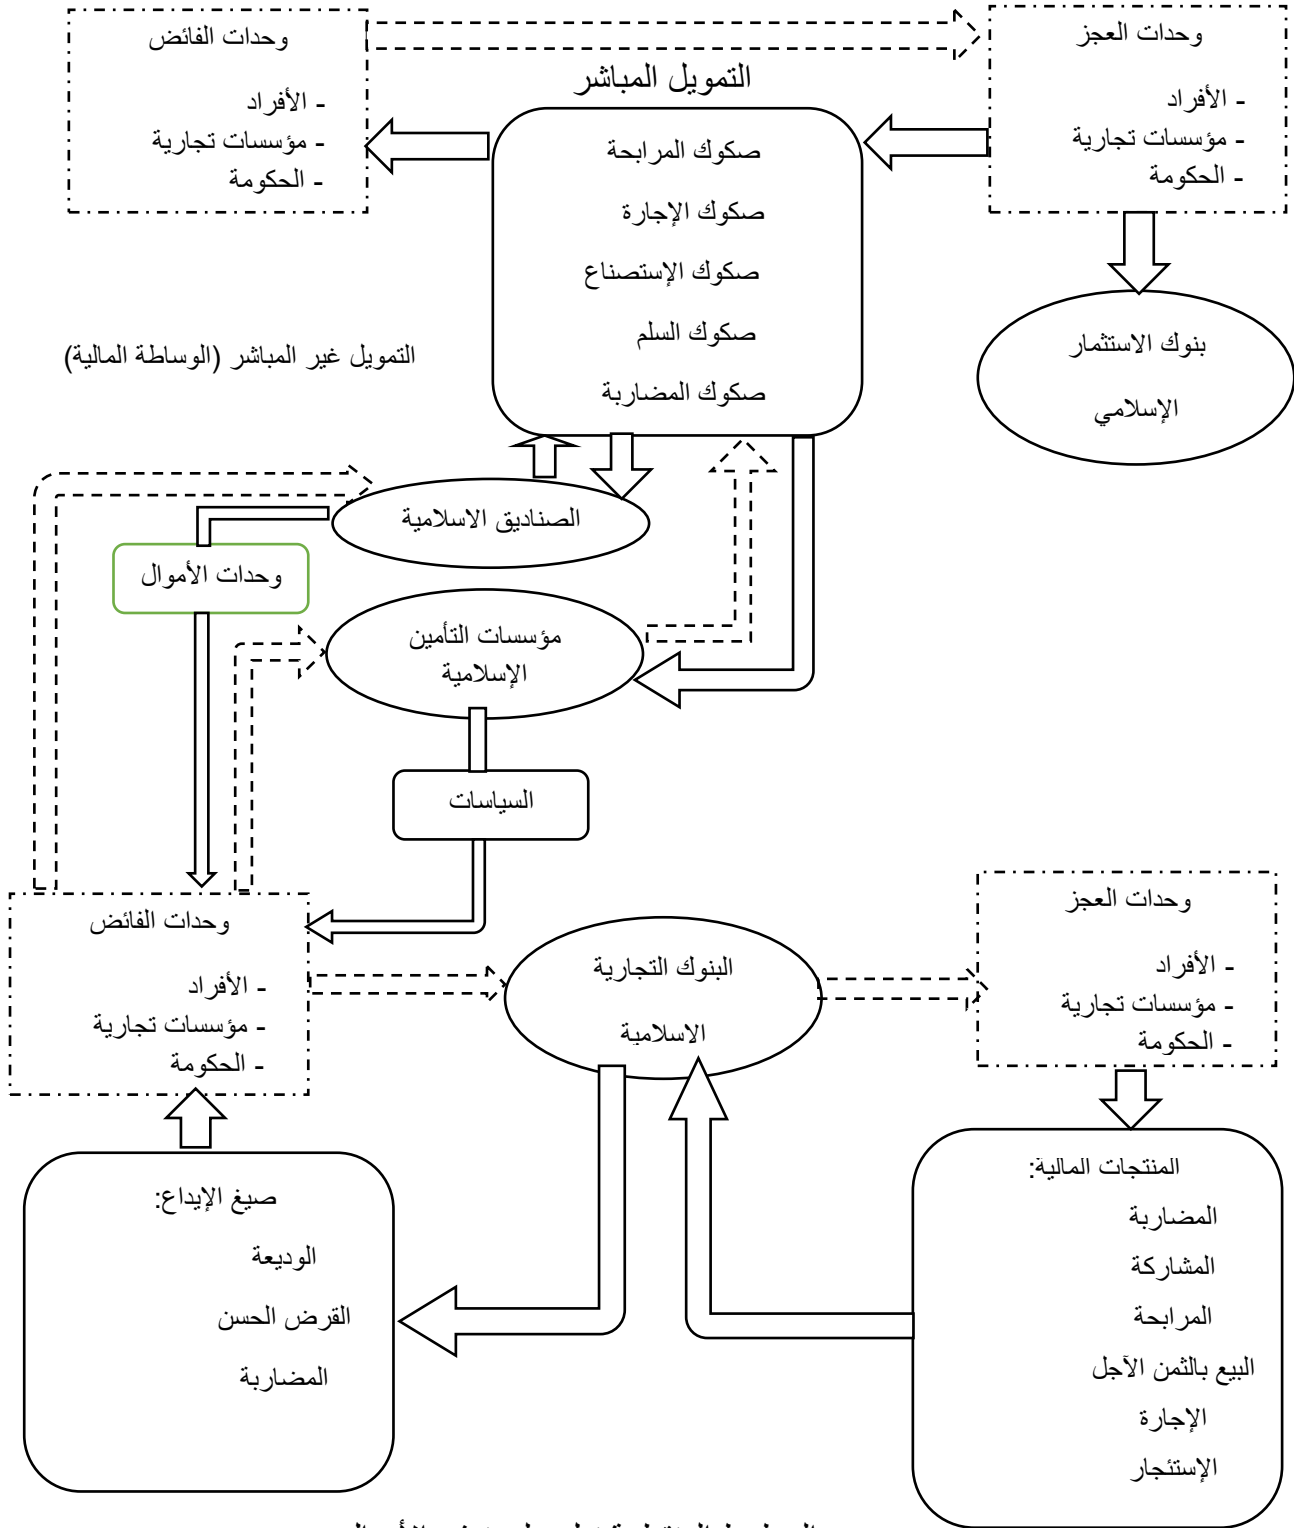 وحدات العجز
- الأفراد
- مؤسسات تجارية
- الحكومة
وحدات الفائض
- الأفراد
- مؤسسات تجارية
- الحكومة
التمويل المباشر
صكوك المرابحة
صكوك الإجارة
صكوك الإستصناع
صكوك السلم
صكوك المضاربة
بنوك الاستثمار
الإسلامي
التمويل غير المباشر (الوساطة المالية)
الصناديق الاسلامية
وحدات الأموال
مؤسسات التأمين
الإسلامية
السياسات
وحدات العجز
- الأفراد
- مؤسسات تجارية
- الحكومة
البنوك التجارية
الاسلامية
وحدات الفائض
- الأفراد
- مؤسسات تجارية
- الحكومة
المنتجات المالية:
المضاربة
المشاركة
المرابحة
البيع بالثمن الآجل
الإجارة
الإستئجار
صيغ الإيداع:
الوديعة
القرض الحسن
المضاربة